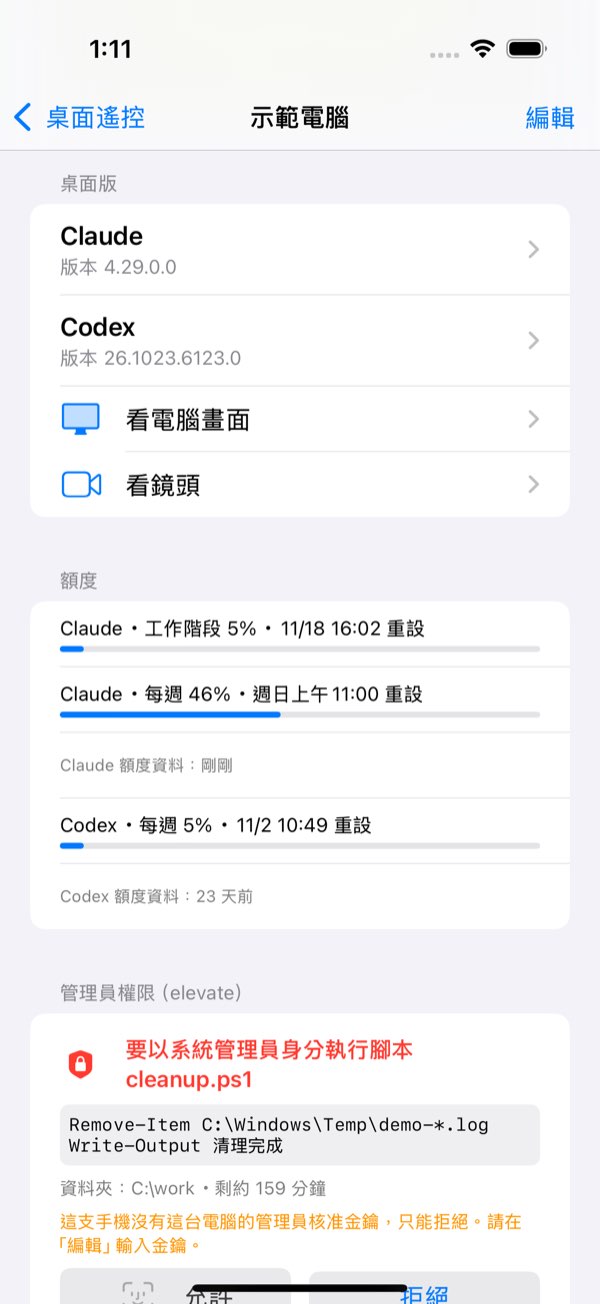 1:11
桌面遙控
示範電腦
編輯
桌面版
Claude
版本 4.29.0.0
Codex
版本 26.1023.6123.0
看電腦畫面
看鏡頭
額度
Claude・工作階段 5%・11/18 16:02 重設
Claude・每週 46%・週日上午11:00 重設
Claude 額度資料：剛剛
Codex・每週 5%・11/2 10:49 重設
Codex 額度資料：23 天前
管理員權限（elevate）
要以系統管理員身分執行腳本
cleanup.ps1
Remove-Item C:\Windows\Temp\demo-*.log
Write-Output 清理完成
資料夾：C:\work・剩約 159 分鐘
這支手機沒有這台電腦的管理員核准金鑰，只能拒絕。請在
「編輯」輸入金鑰。
允許
拒絕